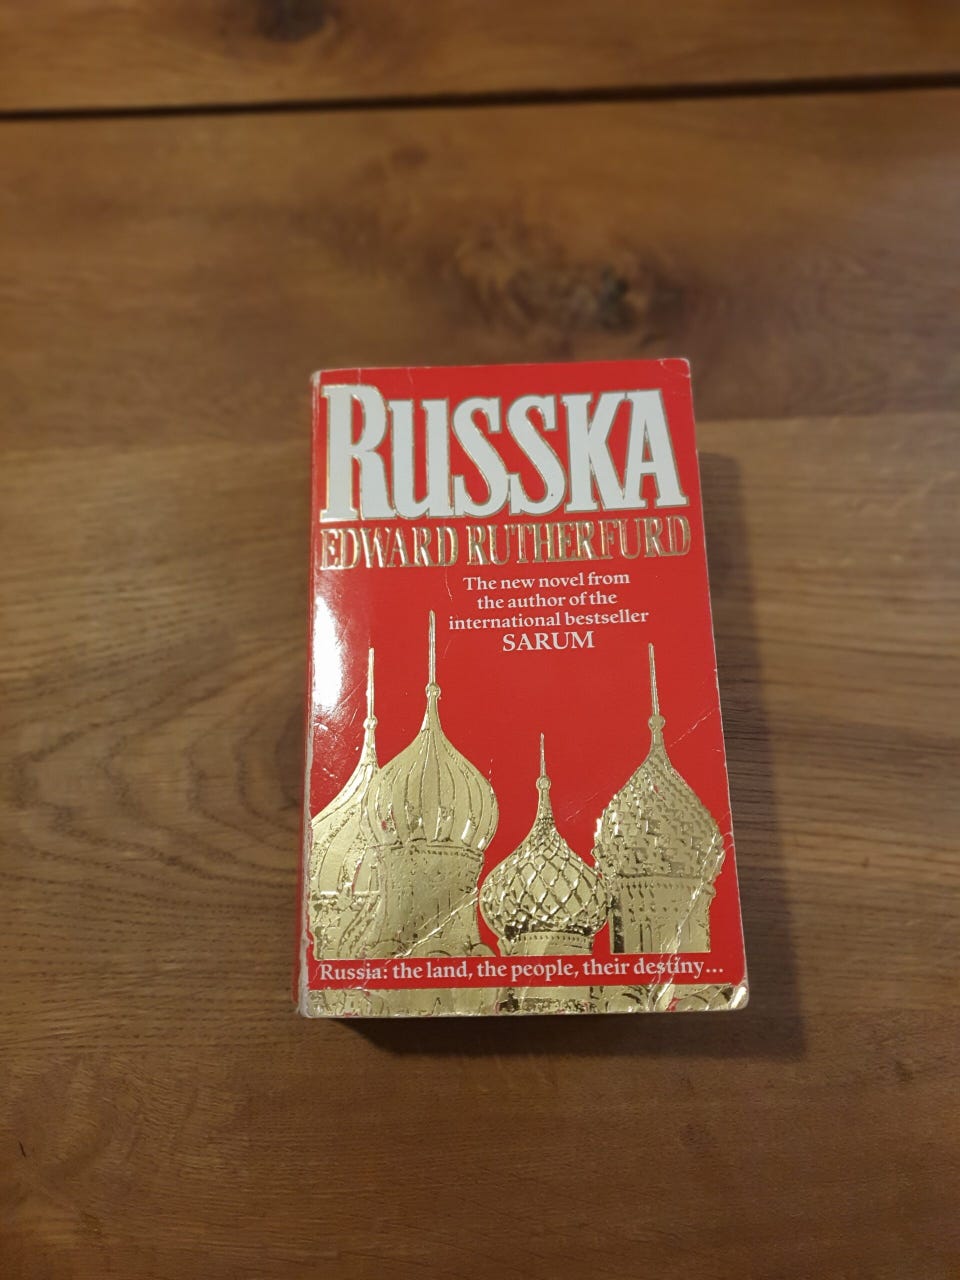 RUSSKA
EDWARD RUTHERFURD
The new novel from
the author of the
international bestseller
SARUM
Russia: the land, the people, their destiny...